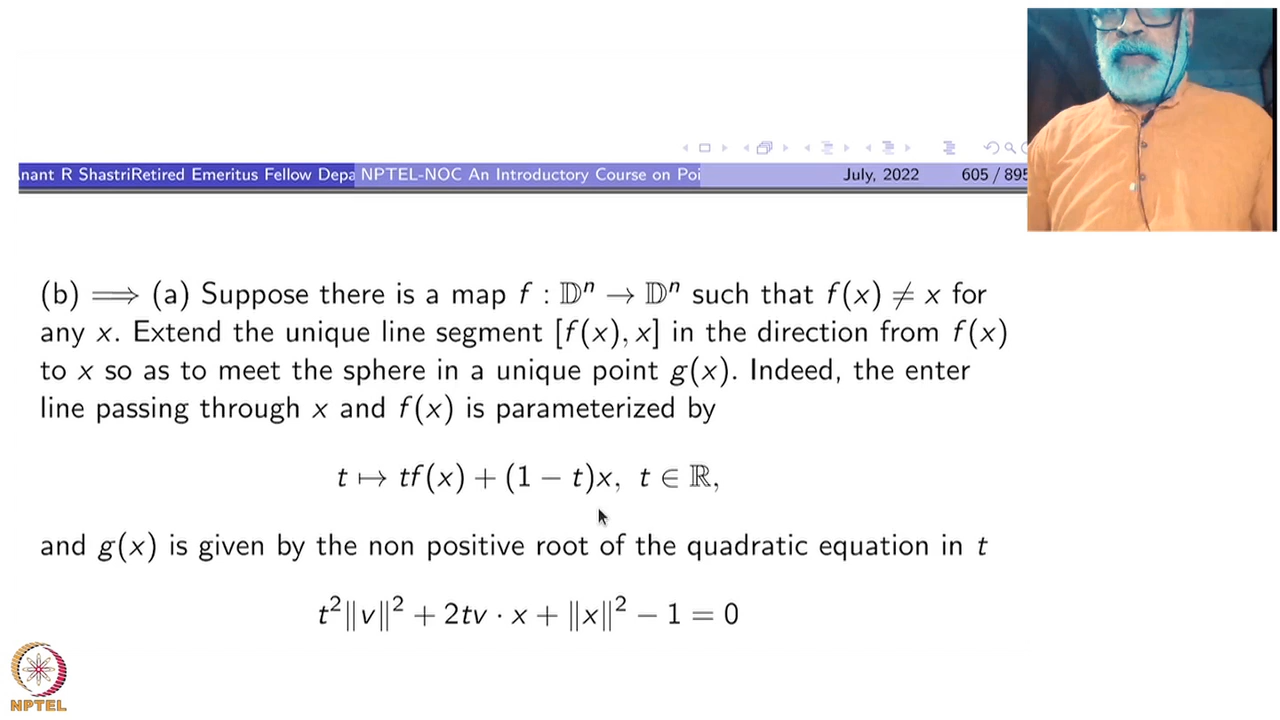 nant R ShastriRetired Emeritus Fellow Depa NPTEL-NOC An Introductory Course on Poi July, 2022 605 / 895
(b) ⟹ (a) Suppose there is a map f : 𝔻ⁿ → 𝔻ⁿ such that f(x) ≠ x for
any x. Extend the unique line segment [f(x), x] in the direction from f(x)
to x so as to meet the sphere in a unique point g(x). Indeed, the enter
line passing through x and f(x) is parameterized by
t ↦ tf(x) + (1 − t)x, t ∈ ℝ,
and g(x) is given by the non positive root of the quadratic equation in t
t²‖v‖² + 2tv · x + ‖x‖² − 1 = 0
NPTEL